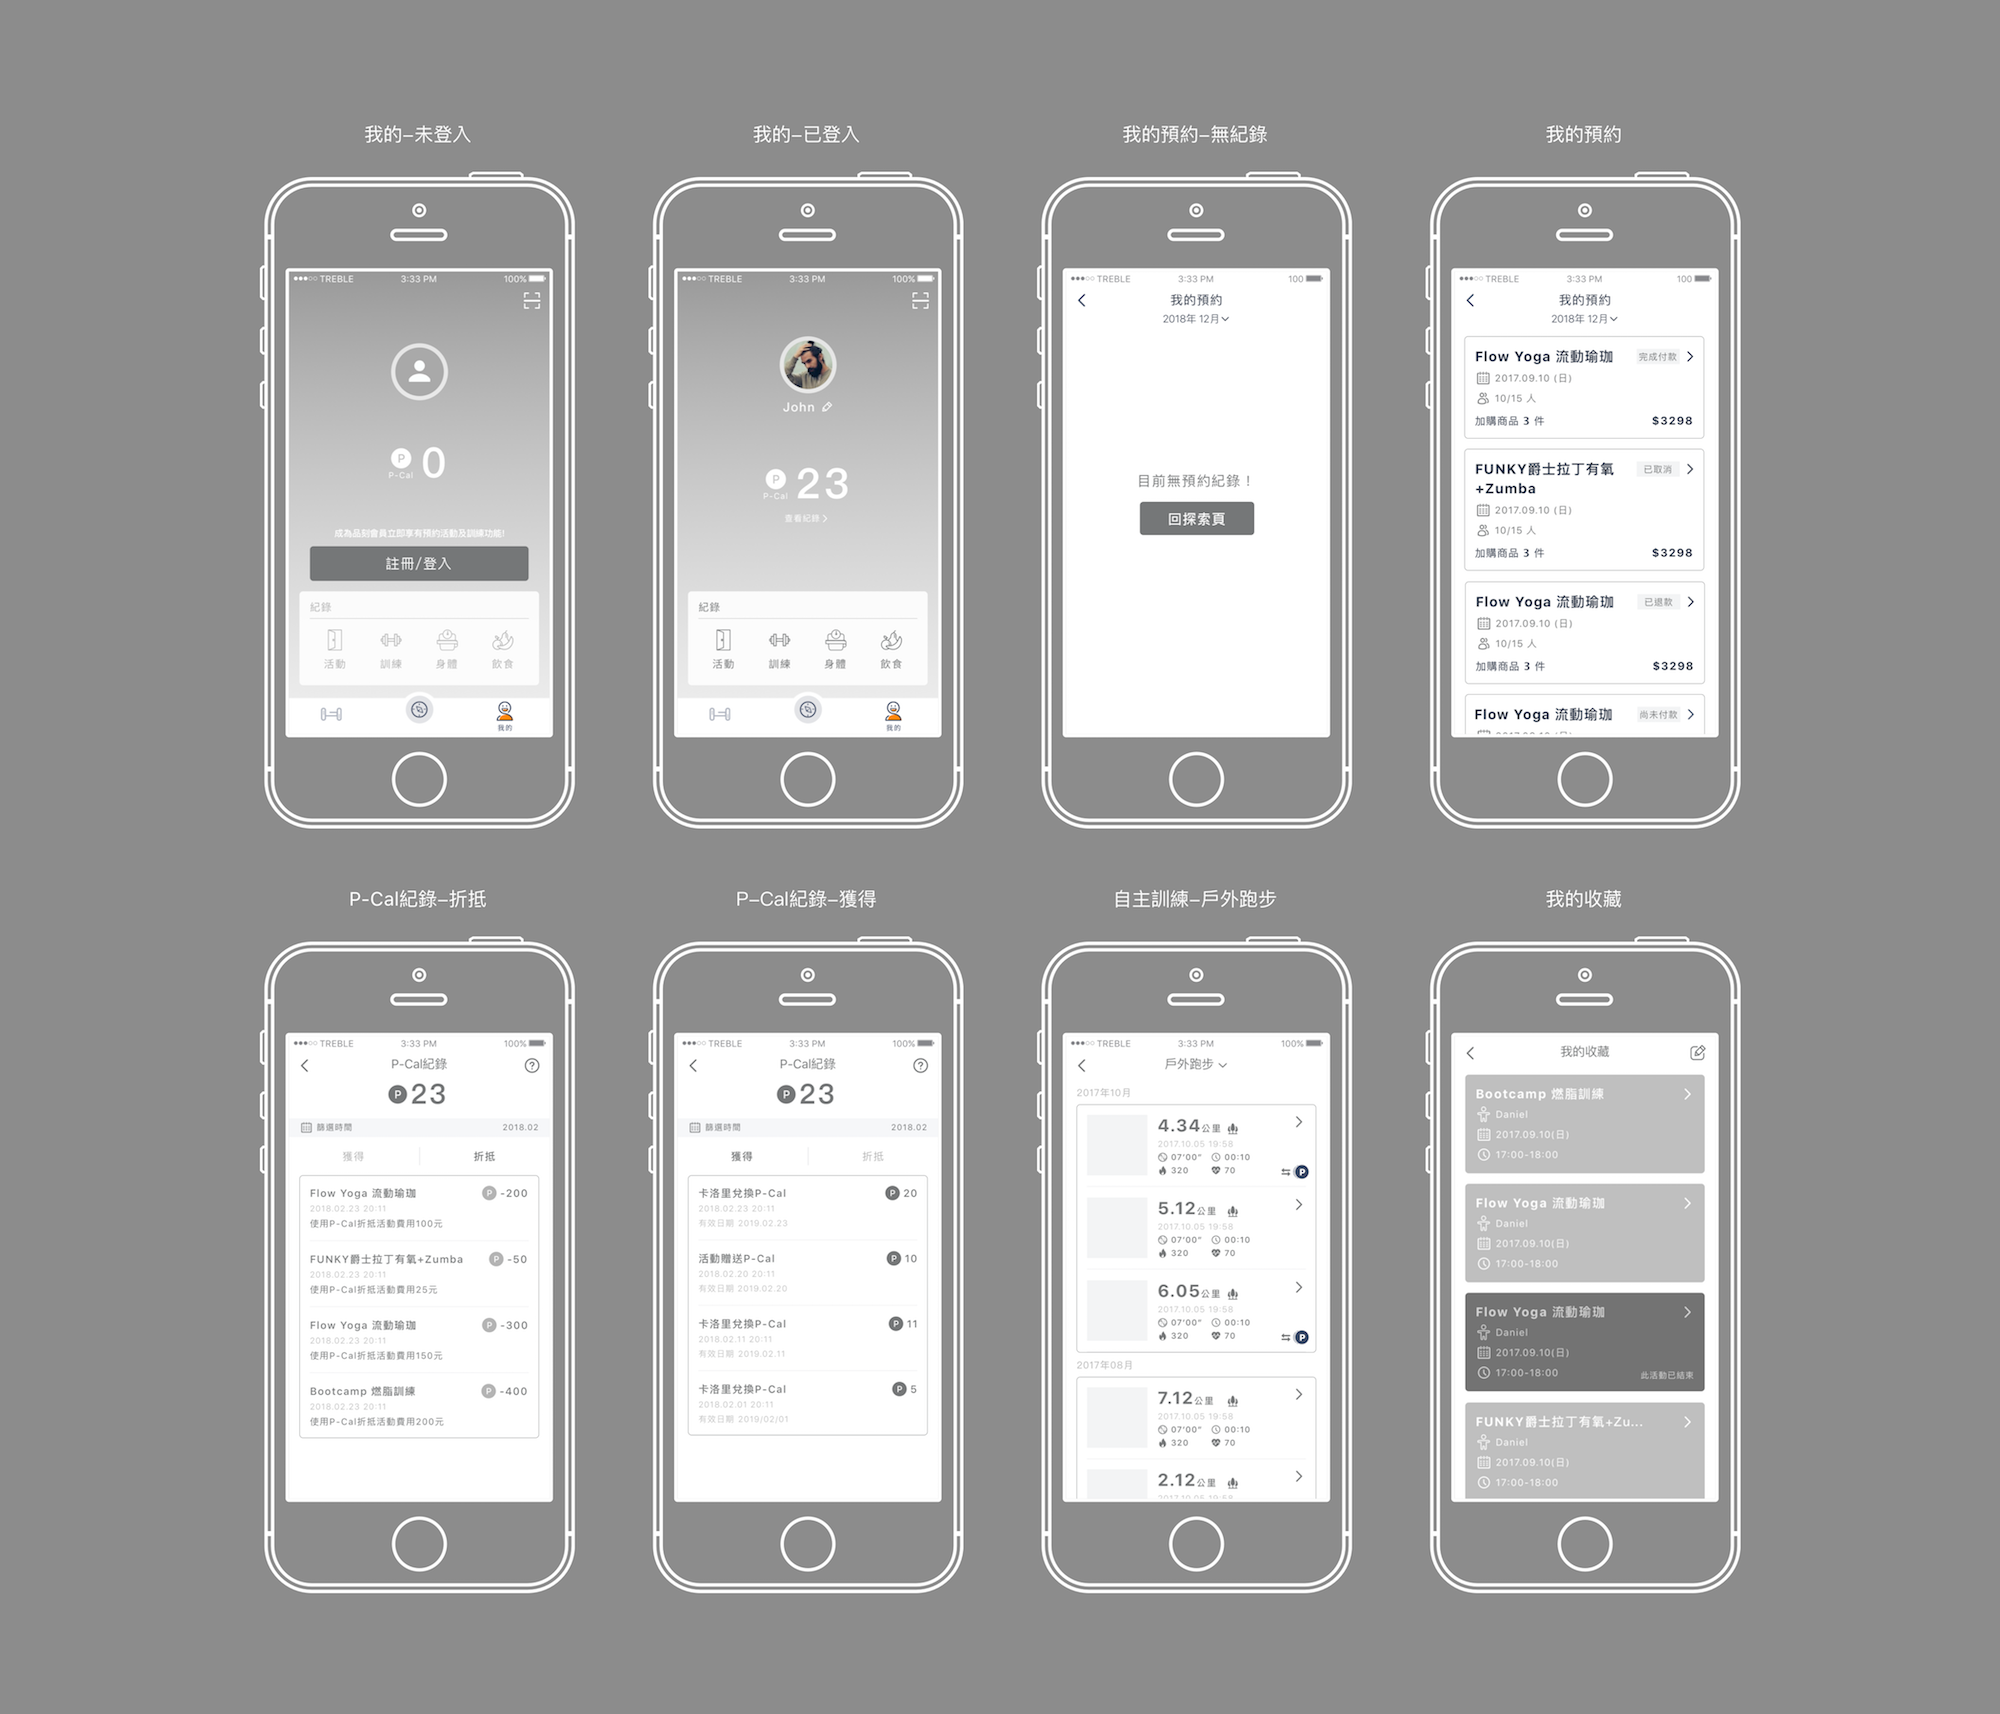 我的–未登入
TREBLE 3:33 PM 100%
P
P-Cal
0
成為品刻會員立即享有預約活動及訓練功能!
註冊/登入
紀錄
活動 訓練 身體 飲食
我的
我的–已登入
TREBLE 3:33 PM 100%
John
P
P-Cal
23
查看紀錄
紀錄
活動 訓練 身體 飲食
我的
我的預約–無紀錄
TREBLE 3:33 PM 100
我的預約
2018年 12月
目前無預約紀錄！
回探索頁
我的預約
TREBLE 3:33 PM 100
我的預約
2018年 12月
Flow Yoga 流動瑜珈 完成付款
2017.09.10 (日)
10/15 人
加購商品 3 件 $3298
FUNKY爵士拉丁有氧 已取消
+Zumba
2017.09.10 (日)
10/15 人
加購商品 3 件 $3298
Flow Yoga 流動瑜珈 已退款
2017.09.10 (日)
10/15 人
加購商品 3 件 $3298
Flow Yoga 流動瑜珈 尚未付款
P-Cal紀錄–折抵
TREBLE 3:33 PM 100%
P-Cal紀錄
P 23
篩選時間 2018.02
獲得 折抵
Flow Yoga 流動瑜珈 P -200
2018.02.23 20:11
使用P-Cal折抵活動費用100元
FUNKY爵士拉丁有氧+Zumba P -50
2018.02.23 20:11
使用P-Cal折抵活動費用25元
Flow Yoga 流動瑜珈 P -300
2018.02.23 20:11
使用P-Cal折抵活動費用150元
Bootcamp 燃脂訓練 P -400
2018.02.23 20:11
使用P-Cal折抵活動費用200元
P–Cal紀錄–獲得
TREBLE 3:33 PM 100%
P-Cal紀錄
P 23
篩選時間 2018.02
獲得 折抵
卡洛里兌換P-Cal P 20
2018.02.23 20:11
有效日期 2019.02.23
活動贈送P-Cal P 10
2018.02.20 20:11
有效日期 2019.02.20
卡洛里兌換P-Cal P 11
2018.02.11 20:11
有效日期 2019.02.11
卡洛里兌換P-Cal P 5
2018.02.01 20:11
有效日期 2019/02/01
自主訓練–戶外跑步
TREBLE 3:33 PM 100%
戶外跑步
2017年10月
4.34公里
2017.10.05 19:58
07'00" 00:10
320 70 P
5.12公里
2017.10.05 19:58
07'00" 00:10
320 70
6.05公里
2017.10.05 19:58
07'00" 00:10
320 70 P
2017年08月
7.12公里
2017.10.05 19:58
07'00" 00:10
320 70
2.12公里
我的收藏
我的收藏
Bootcamp 燃脂訓練
Daniel
2017.09.10(日)
17:00-18:00
Flow Yoga 流動瑜珈
Daniel
2017.09.10(日)
17:00-18:00
Flow Yoga 流動瑜珈
Daniel
2017.09.10(日)
17:00-18:00 此活動已結束
FUNKY爵士拉丁有氧+Zu...
Daniel
2017.09.10(日)
17:00-18:00